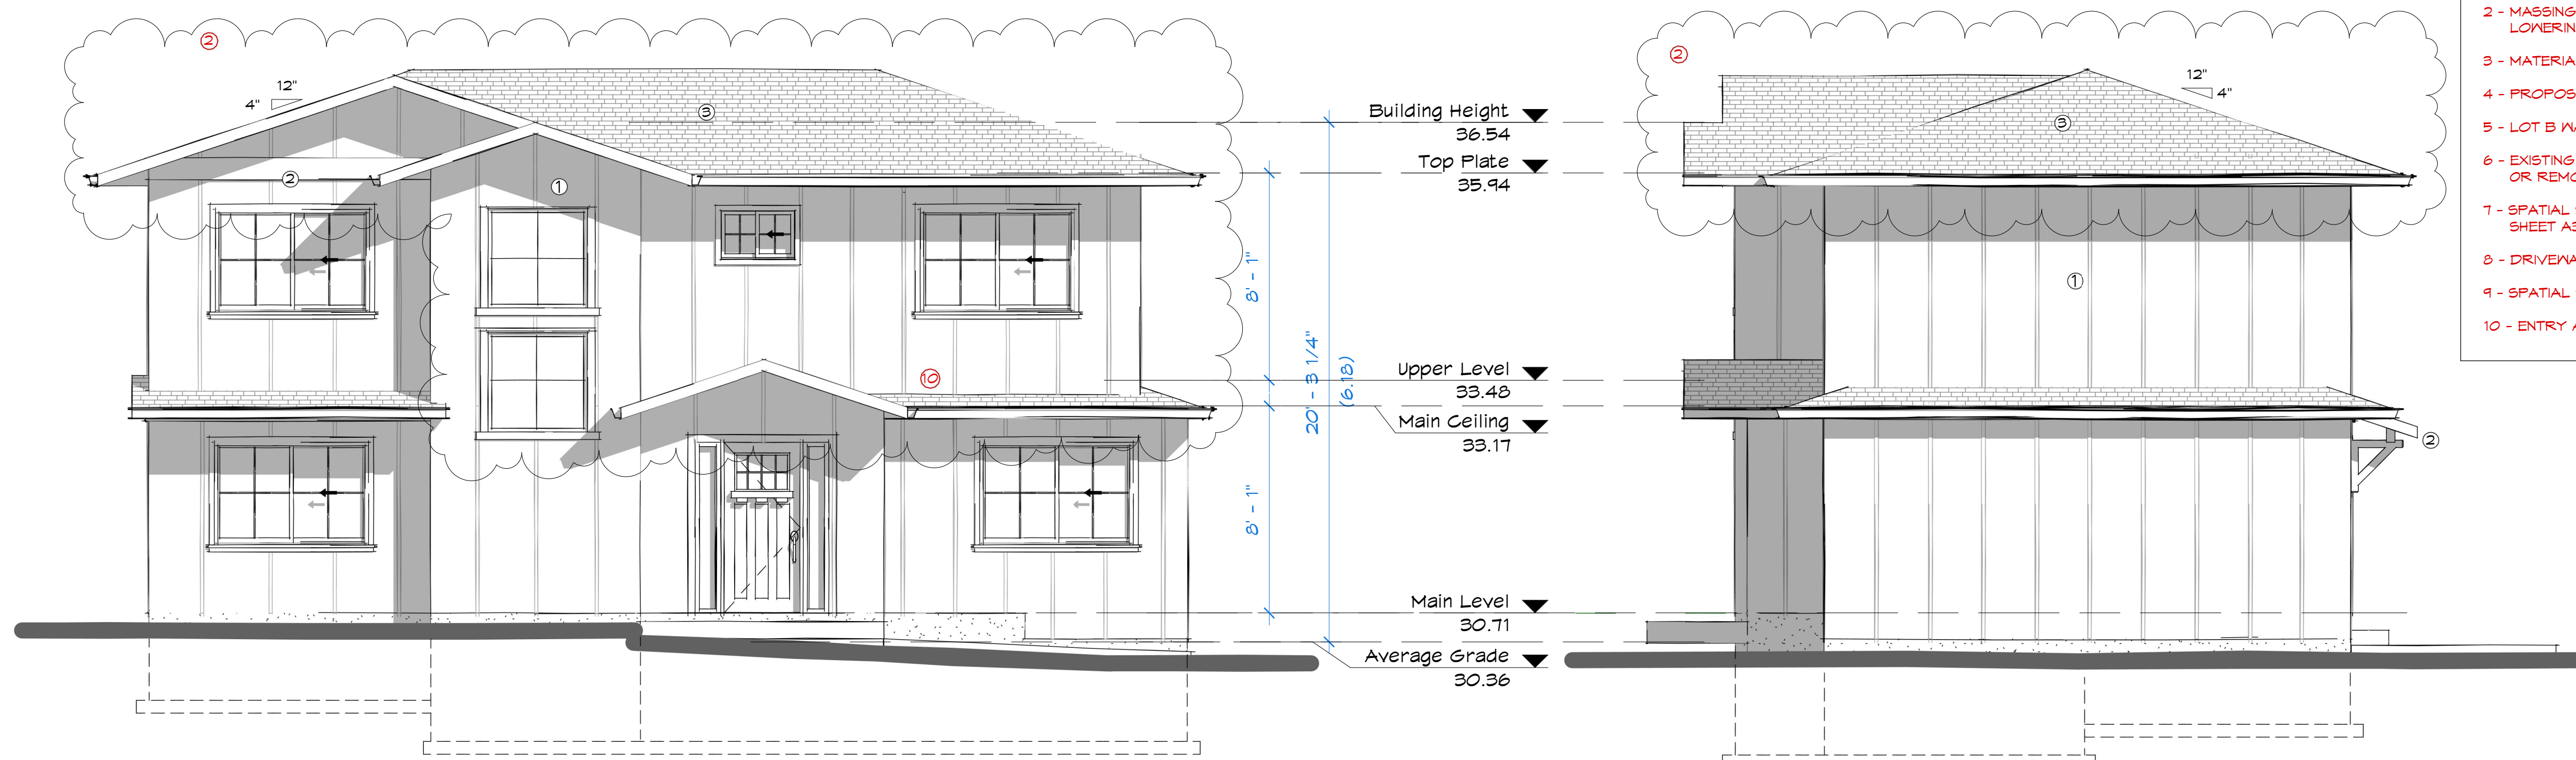 2
12"
4"
3
2
1
10
8' - 1"
8' - 1"
20' - 3 1/4"
(6.18)
Building Height
36.54
Top Plate
35.94
Upper Level
33.48
Main Ceiling
33.17
Main Level
30.71
Average Grade
30.36
2
12"
4"
3
1
2
2 - MASSING
LOWERIN
3 - MATERIA
4 - PROPOS
5 - LOT B WA
6 - EXISTING
OR REMO
7 - SPATIAL
SHEET A3
8 - DRIVEWA
9 - SPATIAL
10 - ENTRY